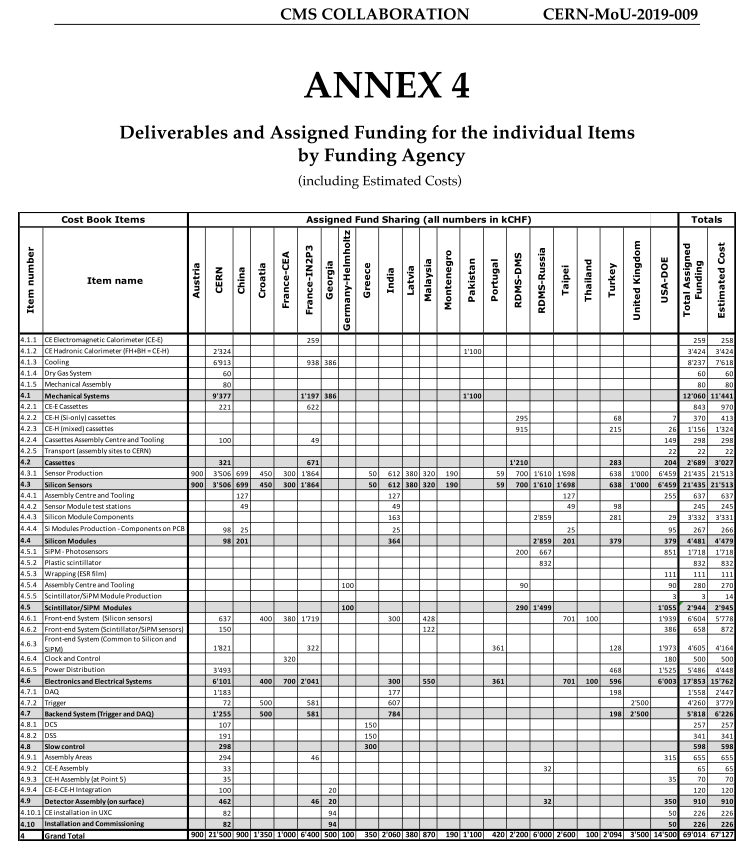 CMS COLLABORATION CERN-MoU-2019-009
ANNEX 4
Deliverables and Assigned Funding for the individual Items
by Funding Agency
(including Estimated Costs)
Cost Book Items Assigned Fund Sharing (all numbers in kCHF) Totals
Item number Item name Austria CERN China Croatia France-CEA France-IN2P3 Georgia Germany-Helmholtz Greece India Latvia Malaysia Montenegro Pakistan Portugal RDMS-DMS RDMS-Russia Taipei Thailand Turkey United Kingdom USA-DOE Total Assigned Funding Estimated Cost
4.1.1 CE Electromagnetic Calorimeter (CE-E) 259 259 258
4.1.2 CE Hadronic Calorimeter (FH+BH = CE-H) 2'324 1'100 3'424 3'424
4.1.3 Cooling 6'913 938 386 8'237 7'618
4.1.4 Dry Gas System 60 60 60
4.1.5 Mechanical Assembly 80 80 80
4.1 Mechanical Systems 9'377 1'197 386 1'100 12'060 11'441
4.2.1 CE-E Cassettes 221 622 843 970
4.2.2 CE-H (Si-only) cassettes 295 68 7 370 413
4.2.3 CE-H (mixed) cassettes 915 215 26 1'156 1'324
4.2.4 Cassettes Assembly Centre and Tooling 100 49 149 298 298
4.2.5 Transport (assembly sites to CERN) 22 22 22
4.2 Cassettes 321 671 1'210 283 204 2'689 3'027
4.3.1 Sensor Production 900 3'506 699 450 300 1'864 50 612 380 320 190 59 700 1'610 1'698 638 1'000 6'459 21'435 21'513
4.3 Silicon Sensors 900 3'506 699 450 300 1'864 50 612 380 320 190 59 700 1'610 1'698 638 1'000 6'459 21'435 21'513
4.4.1 Assembly Centre and Tooling 127 127 127 255 637 637
4.4.2 Sensor Module test stations 49 49 49 98 245 245
4.4.3 Silicon Module Components 163 2'859 281 29 3'332 3'331
4.4.4 Si Modules Production - Components on PCB 98 25 25 25 95 267 266
4.4 Silicon Modules 98 201 364 2'859 201 379 379 4'481 4'479
4.5.1 SiPM - Photosensors 200 667 851 1'718 1'718
4.5.2 Plastic scintillator 832 832 832
4.5.3 Wrapping (ESR film) 111 111 111
4.5.4 Assembly Centre and Tooling 100 90 90 280 270
4.5.5 Scintillator/SiPM Module Production 3 3 14
4.5 Scintillator/SiPM Modules 100 290 1'499 1'055 2'944 2'945
4.6.1 Front-end System (Silicon sensors) 637 400 380 1'719 300 428 701 100 1'939 6'604 5'778
4.6.2 Front-end System (Scintillator/SiPM sensors) 150 122 386 658 872
4.6.3 Front-end System (Common to Silicon and SiPM) 1'821 322 361 128 1'973 4'605 4'164
4.6.4 Clock and Control 320 180 500 500
4.6.5 Power Distribution 3'493 468 1'525 5'486 4'448
4.6 Electronics and Electrical Systems 6'101 400 700 2'041 300 550 361 701 100 596 6'003 17'853 15'762
4.7.1 DAQ 1'183 177 198 1'558 2'447
4.7.2 Trigger 72 500 581 607 2'500 4'260 3'779
4.7 Backend System (Trigger and DAQ) 1'255 500 581 784 198 2'500 5'818 6'226
4.8.1 DCS 107 150 257 257
4.8.2 DSS 191 150 341 341
4.8 Slow control 298 300 598 598
4.9.1 Assembly Areas 294 46 315 655 655
4.9.2 CE-E Assembly 33 32 65 65
4.9.3 CE-H Assembly (at Point 5) 35 35 70 70
4.9.4 CE-E-CE-H Integration 100 20 120 120
4.9 Detector Assembly (on surface) 462 46 20 32 350 910 910
4.10.1 CE installation in UXC 82 94 50 226 226
4.10 Installation and Commissioning 82 94 50 226 226
4 Grand Total 900 21'500 900 1'350 1'000 6'400 500 100 350 2'060 380 870 190 1'100 420 2'200 6'000 2'600 100 2'094 3'500 14'500 69'014 67'127